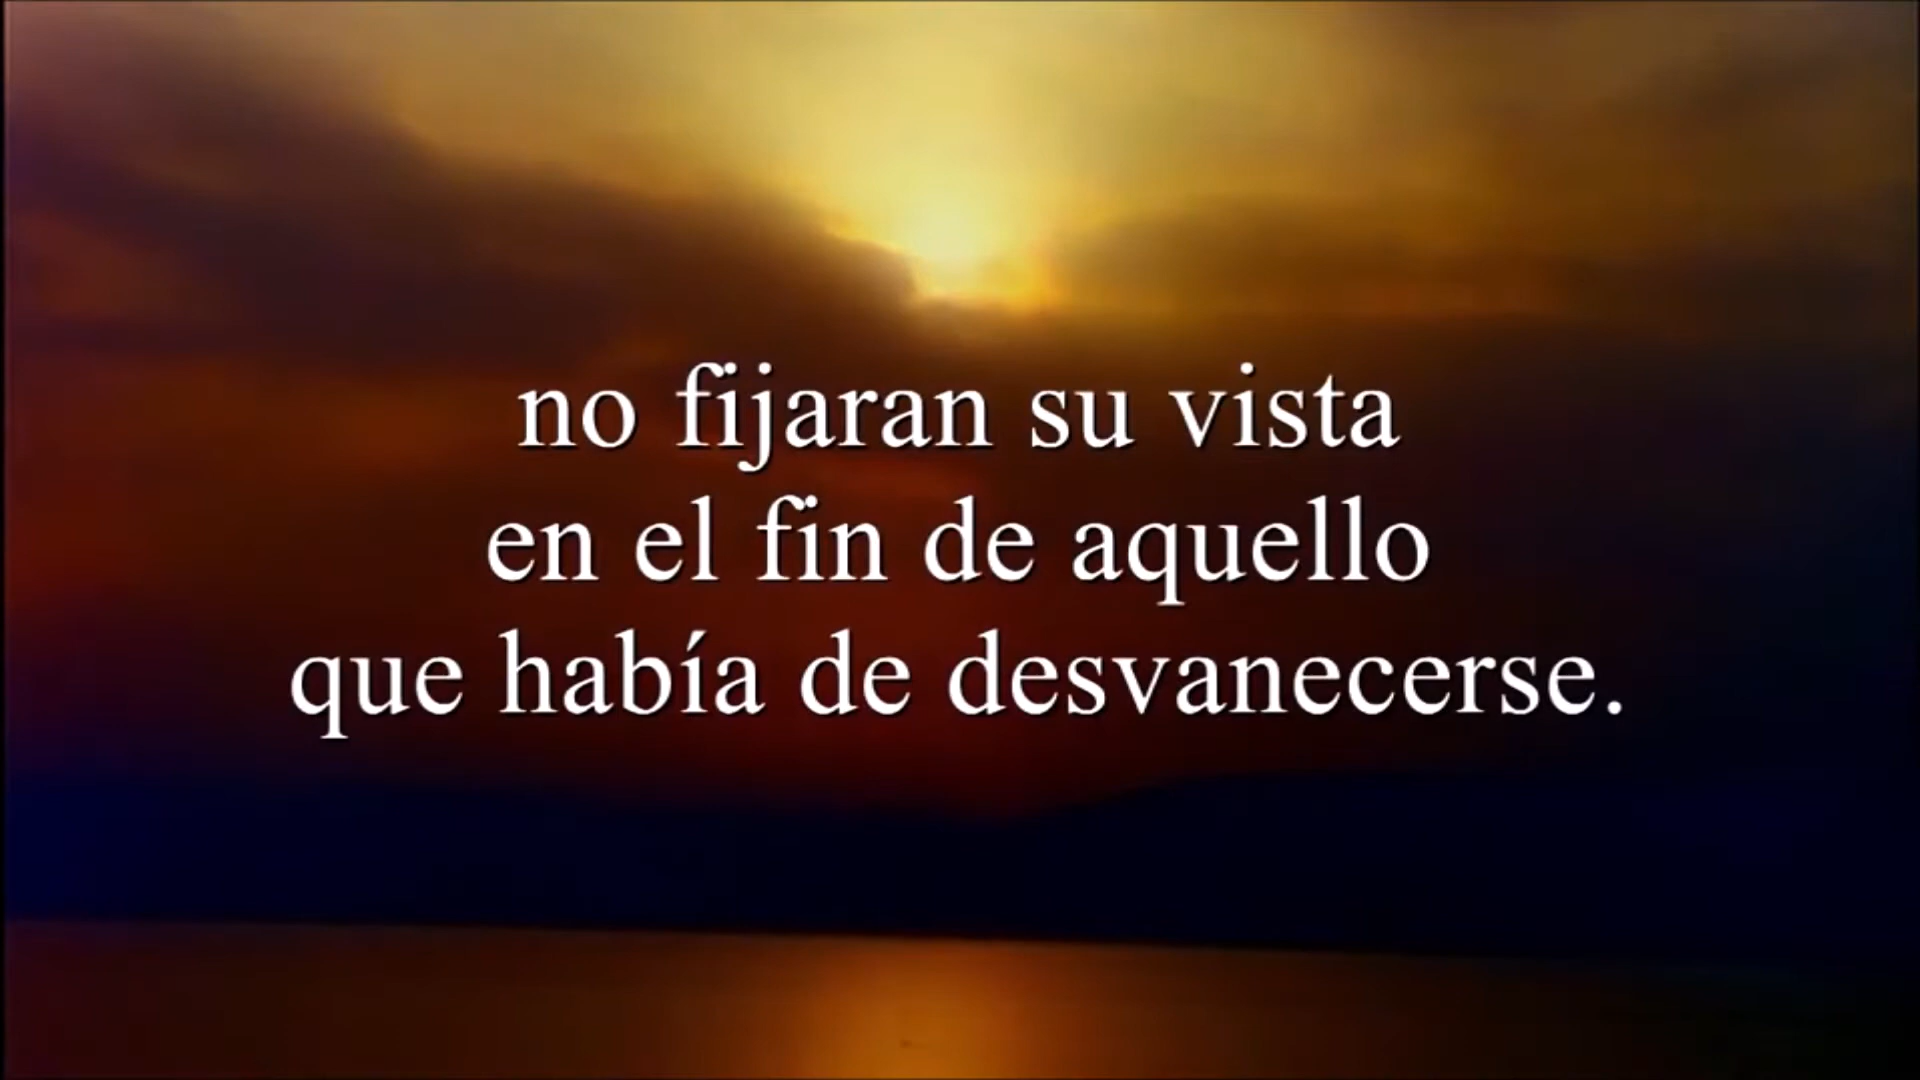 no fijaran su vista
en el fin de aquello
que había de desvanecerse.